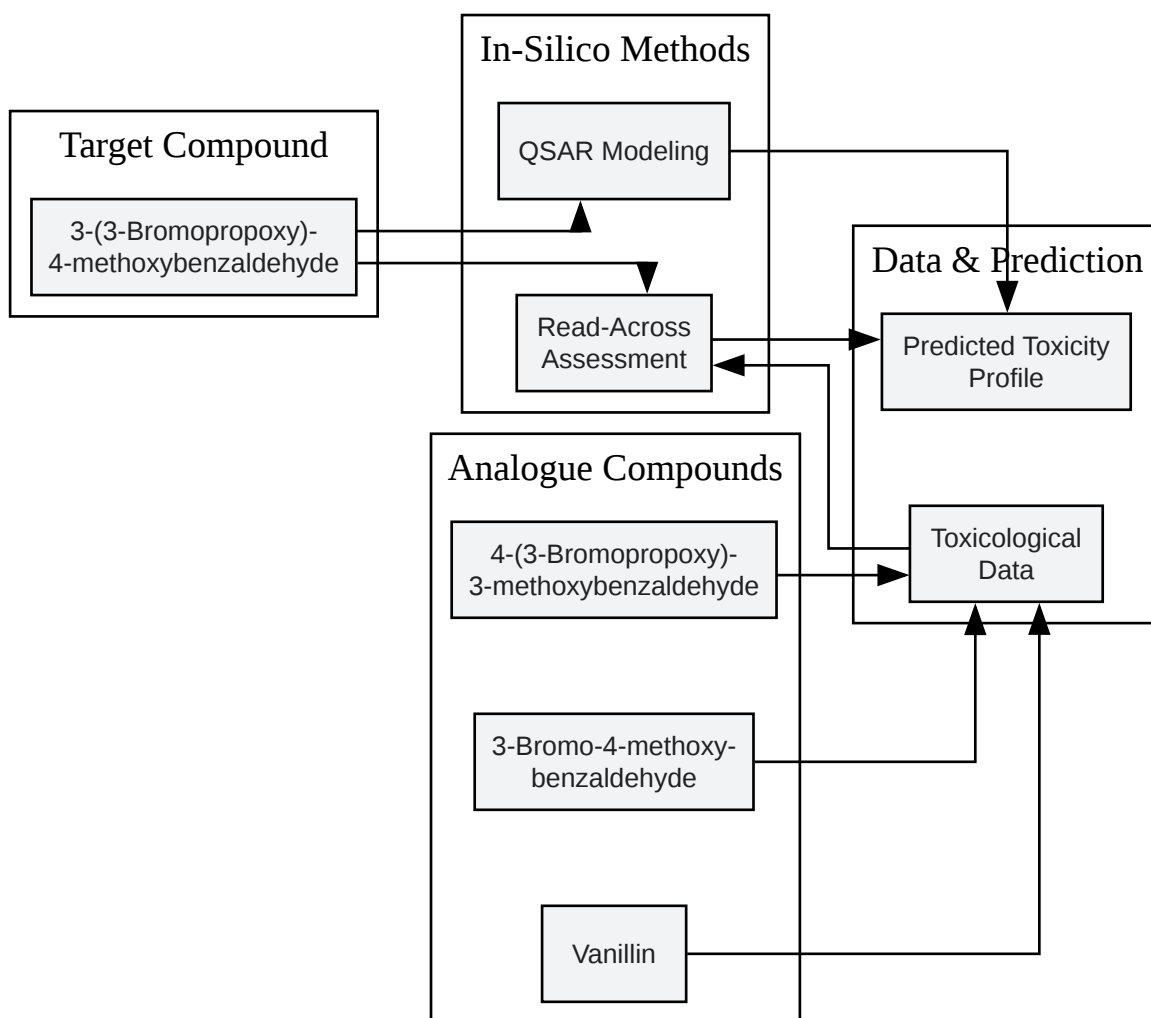 Target Compound
3-(3-Bromopropoxy)-
4-methoxybenzaldehyde
In-Silico Methods
QSAR Modeling
Read-Across
Assessment
Data & Prediction
Predicted Toxicity
Profile
Toxicological
Data
Analogue Compounds
4-(3-Bromopropoxy)-
3-methoxybenzaldehyde
3-Bromo-4-methoxy-
benzaldehyde
Vanillin